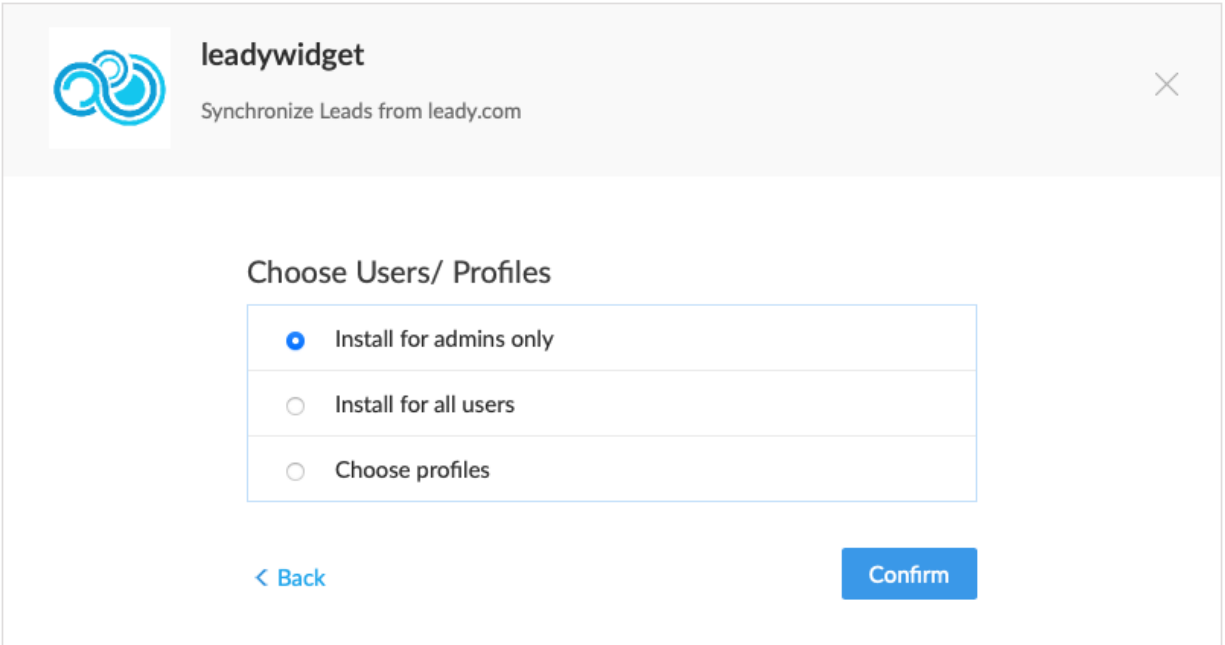 leadywidget
Synchronize Leads from leady.com
Choose Users/ Profiles
Install for admins only
Install for all users
Choose profiles
Back
Confirm